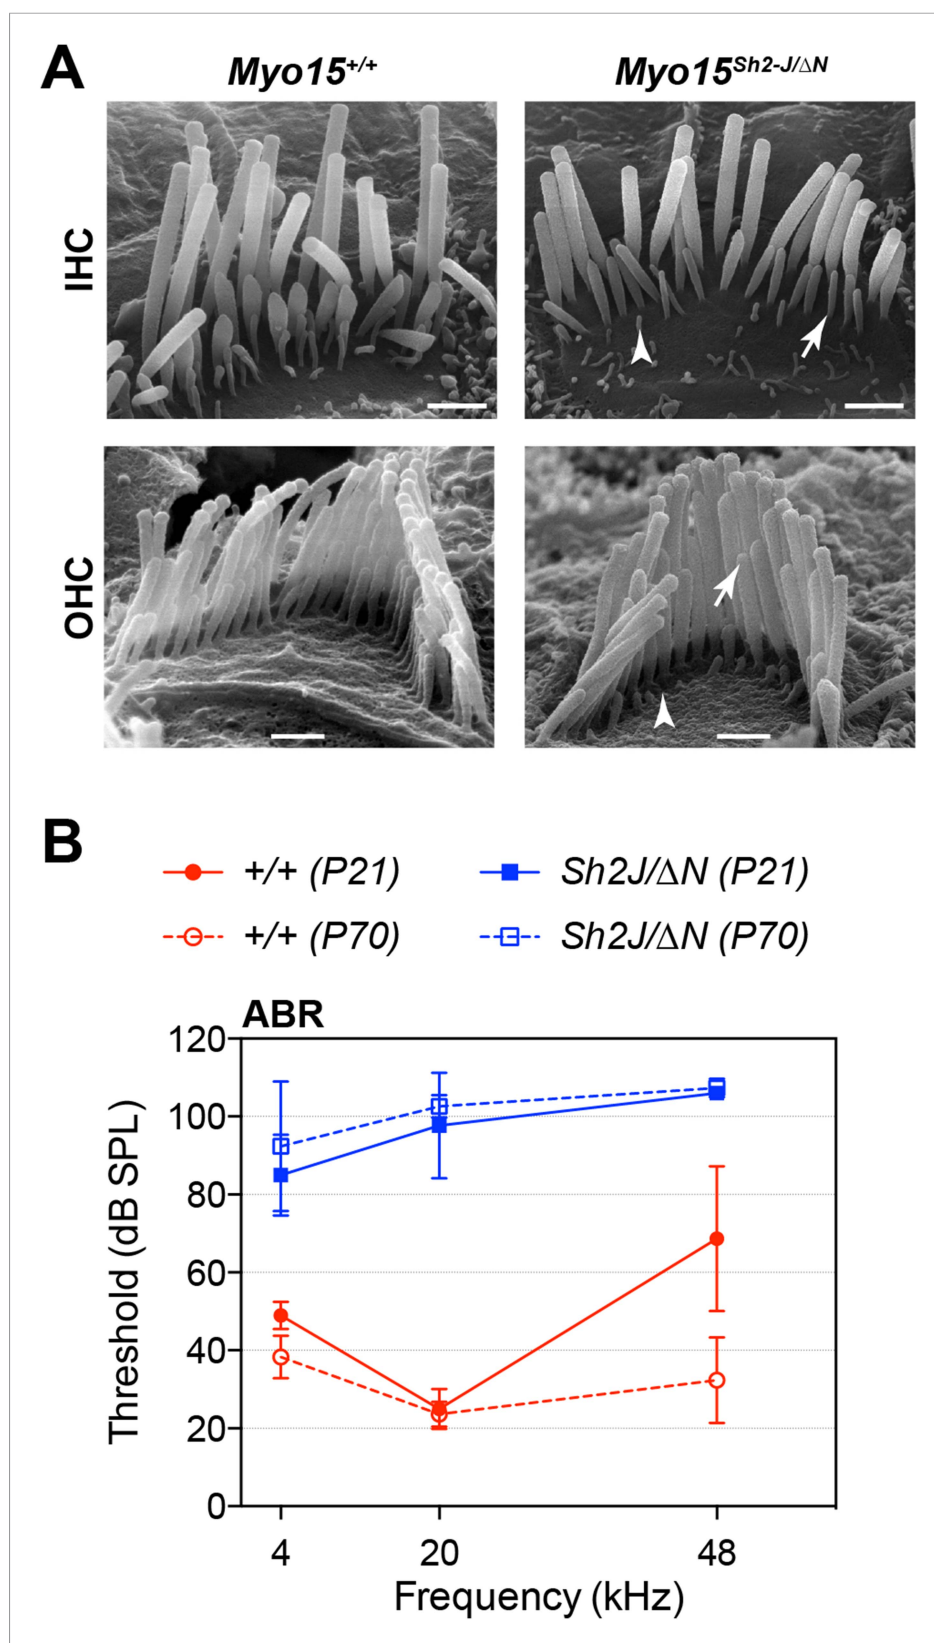 A
Myo15+/+
Myo15Sh2-J/ΔN
IHC
OHC
B
+/+ (P21)
Sh2J/ΔN (P21)
+/+ (P70)
Sh2J/ΔN (P70)
ABR
Threshold (dB SPL)
120
100
80
60
40
20
0
4 20 48
Frequency (kHz)